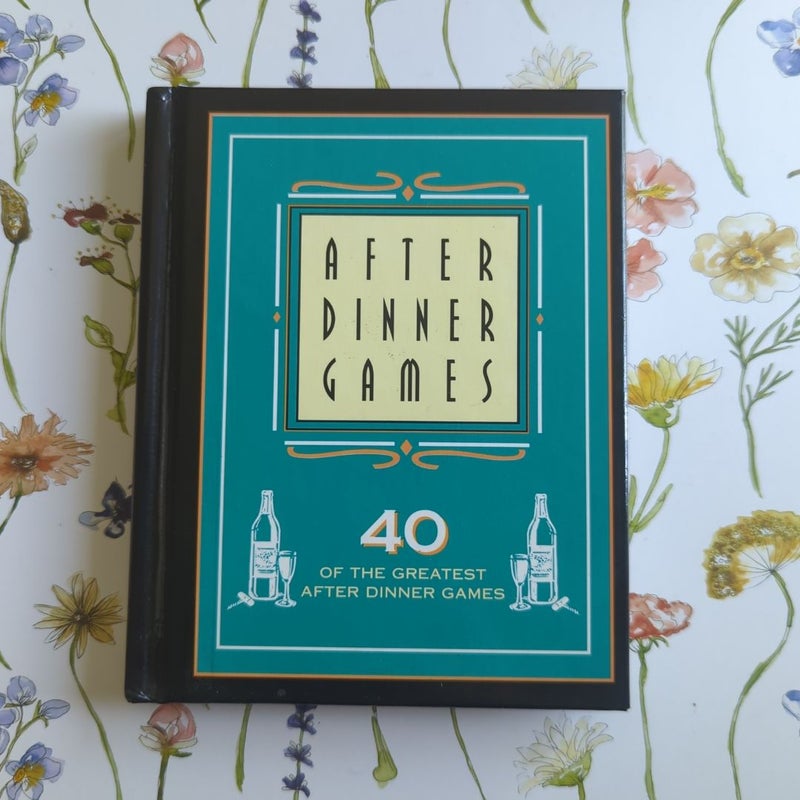 AFTER
DINNER
GAMES
40
OF THE GREATEST
AFTER DINNER GAMES